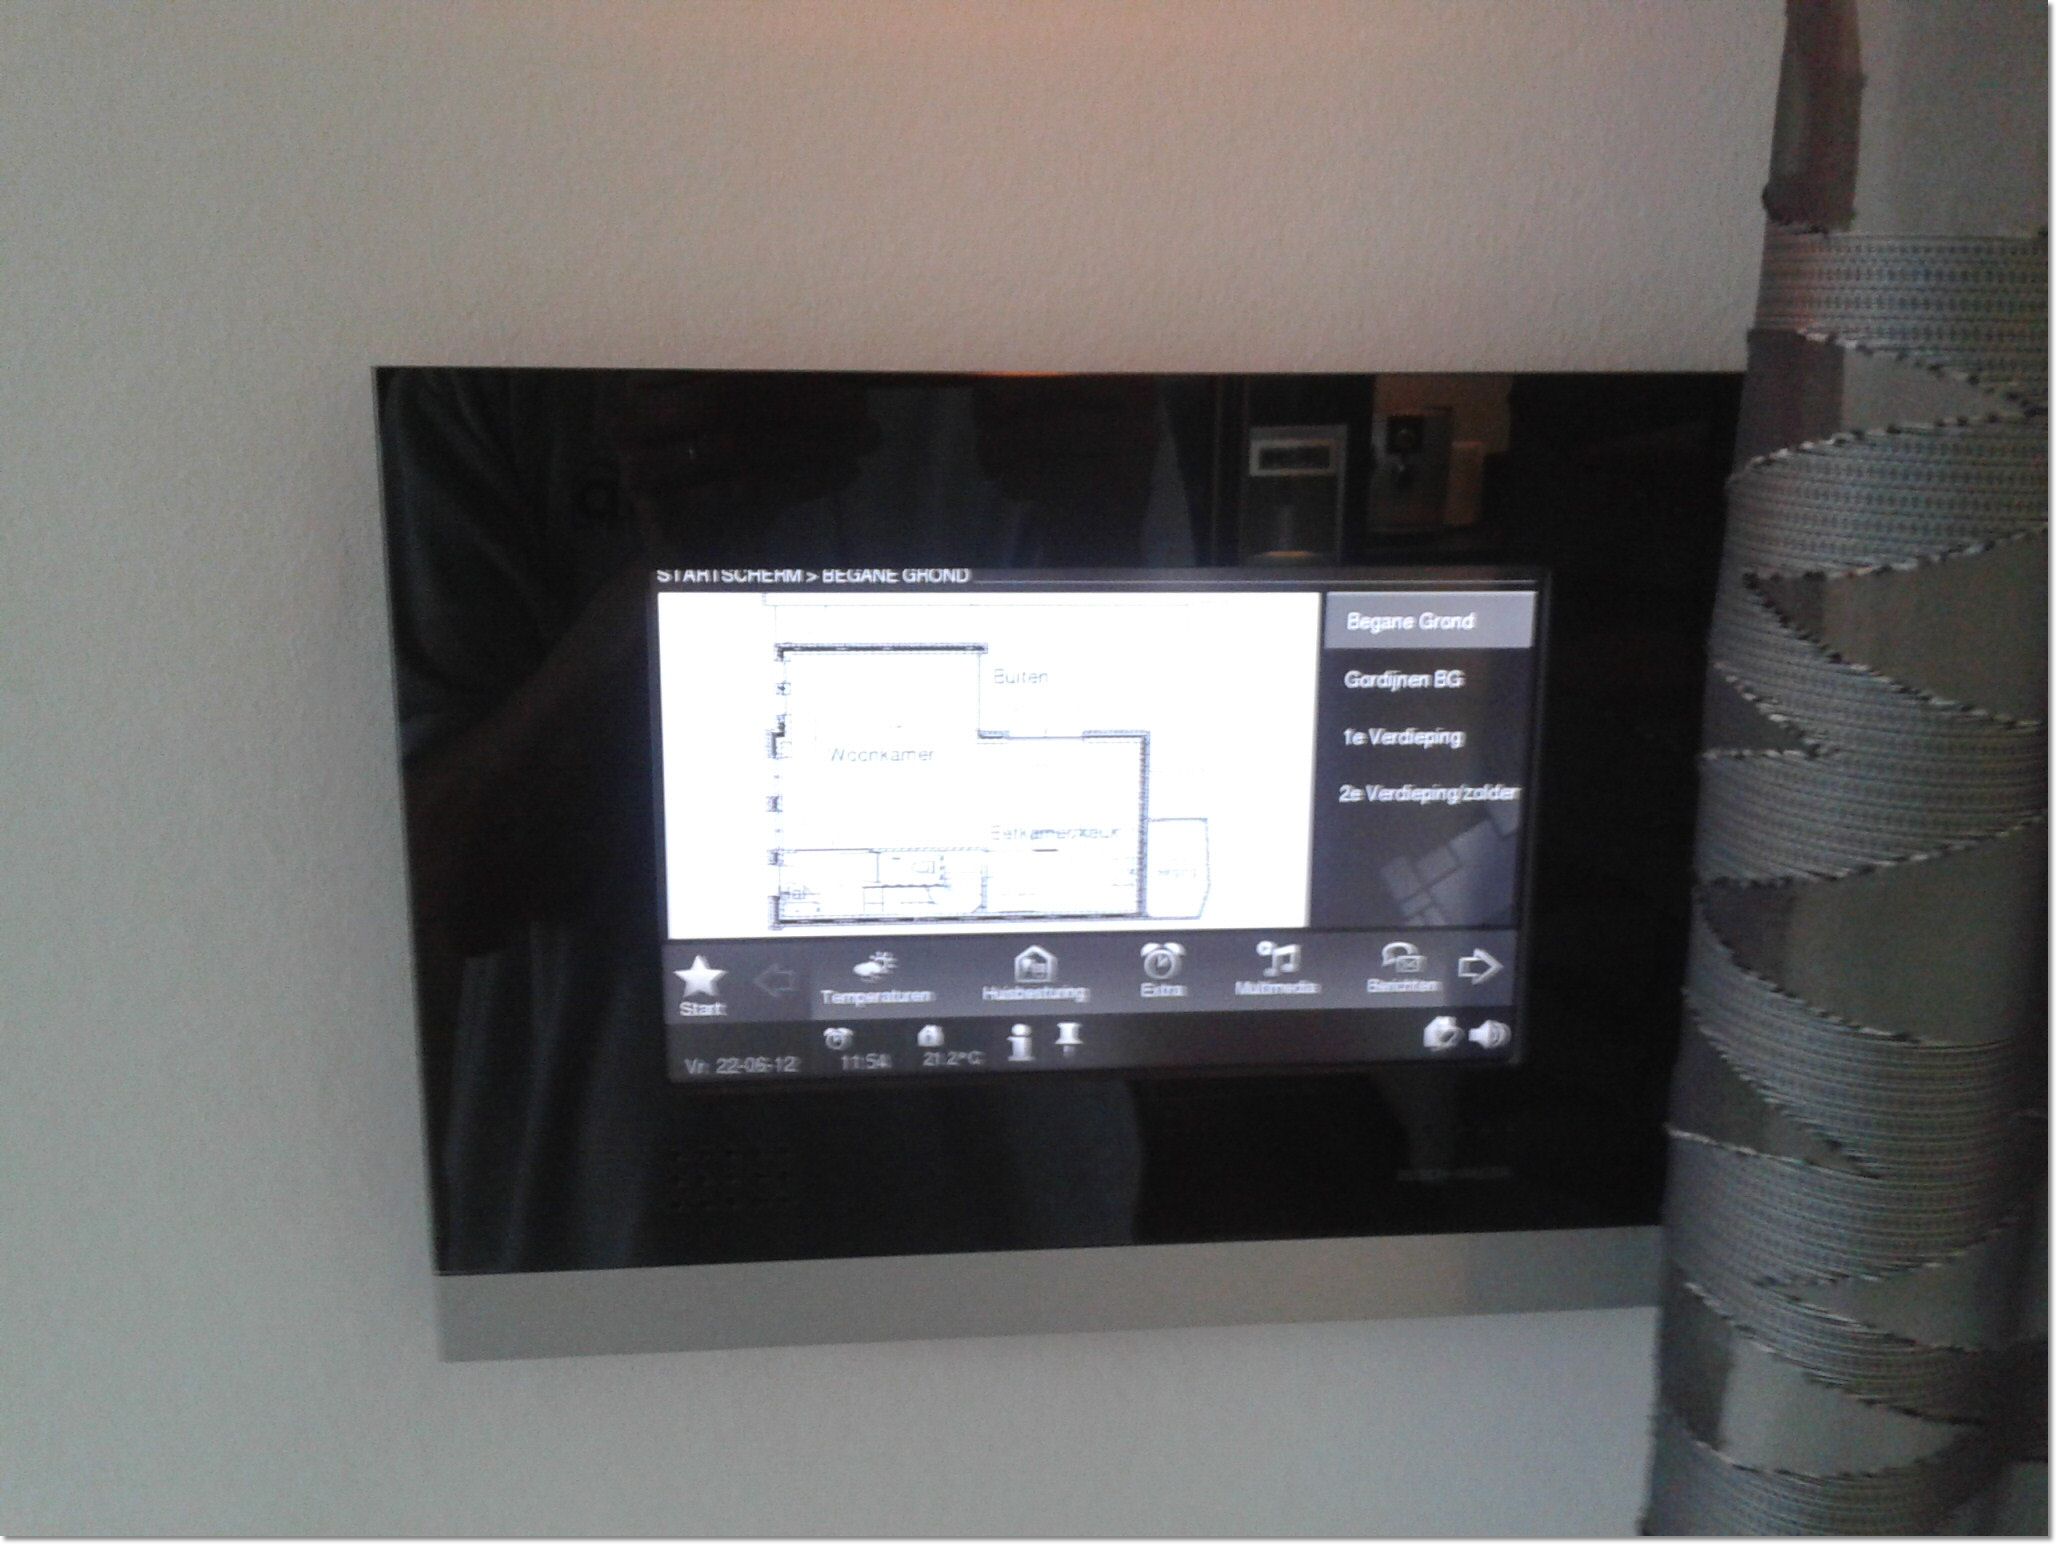 STARTSCHERM > BEGANE GROND
Begane Grond
Buiten
Gordijnen BG
1e Verdieping
Woonkamer
2e Verdieping/zolder
Start
Temperaturen
Huisbesturing
Extra
Multimedia
Berichten
Vr. 22-06-12 11:54 21.2°C